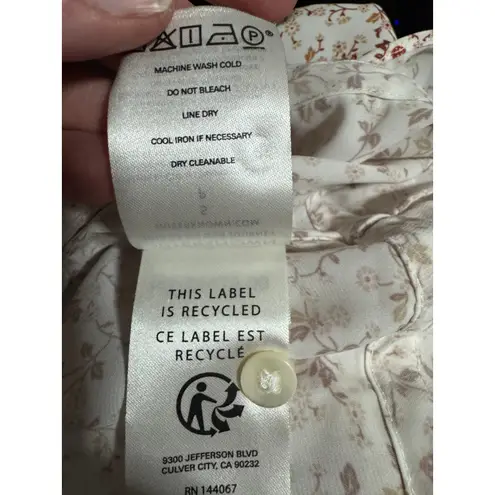 MACHINE WASH COLD
DO NOT BLEACH
LINE DRY
COOL IRON IF NECESSARY
DRY CLEANABLE
THIS LABEL
IS RECYCLED
CE LABEL EST
RECYCLÉ
9300 JEFFERSON BLVD
CULVER CITY, CA 90232
RN 144067